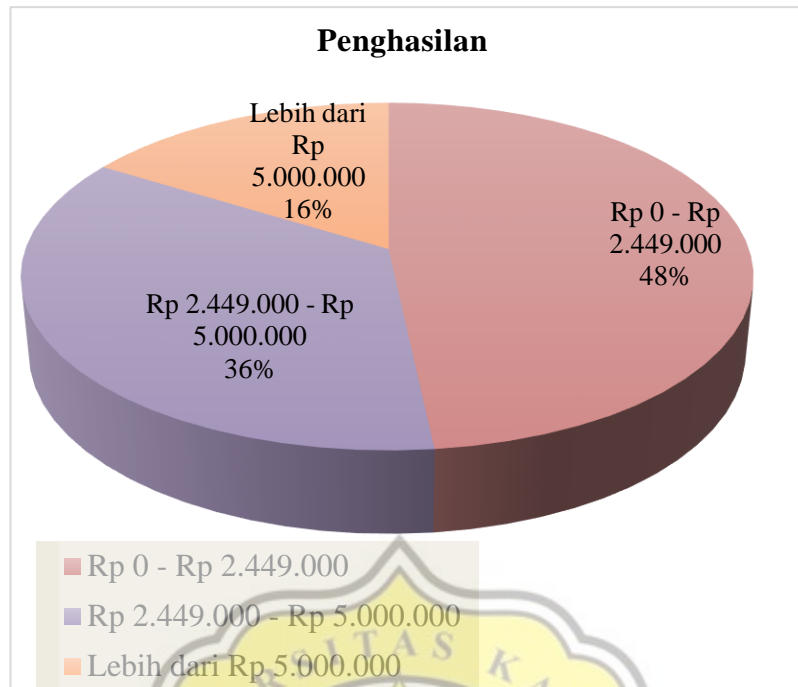 Penghasilan
Lebih dari
Rp
5.000.000
16%
Rp 0 - Rp
2.449.000
48%
Rp 2.449.000 - Rp
5.000.000
36%
Rp 0 - Rp 2.449.000
Rp 2.449.000 - Rp 5.000.000
Lebih dari Rp 5.000.000